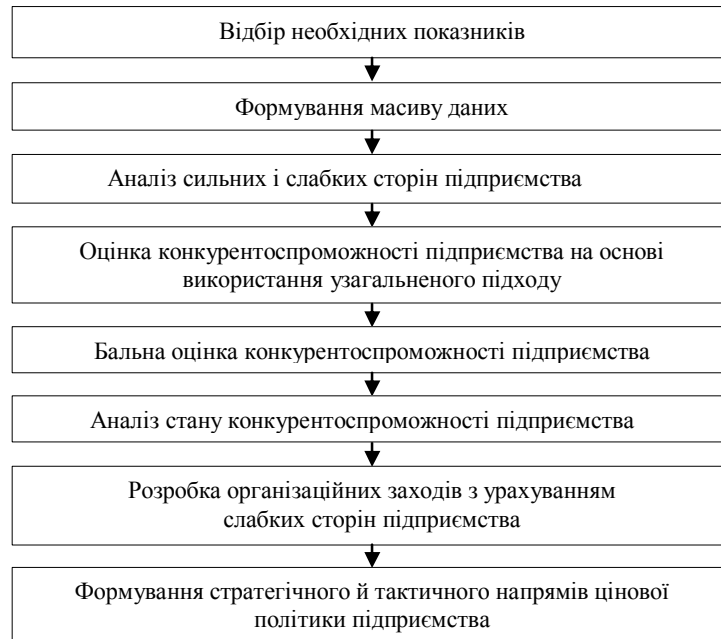 Відбір необхідних показників
Формування масиву даних
Аналіз сильних і слабких сторін підприємства
Оцінка конкурентоспроможності підприємства на основі
використання узагальненого підходу
Бальна оцінка конкурентоспроможності підприємства
Аналіз стану конкурентоспроможності підприємства
Розробка організаційних заходів з урахуванням
слабких сторін підприємства
Формування стратегічного й тактичного напрямів цінової
політики підприємства